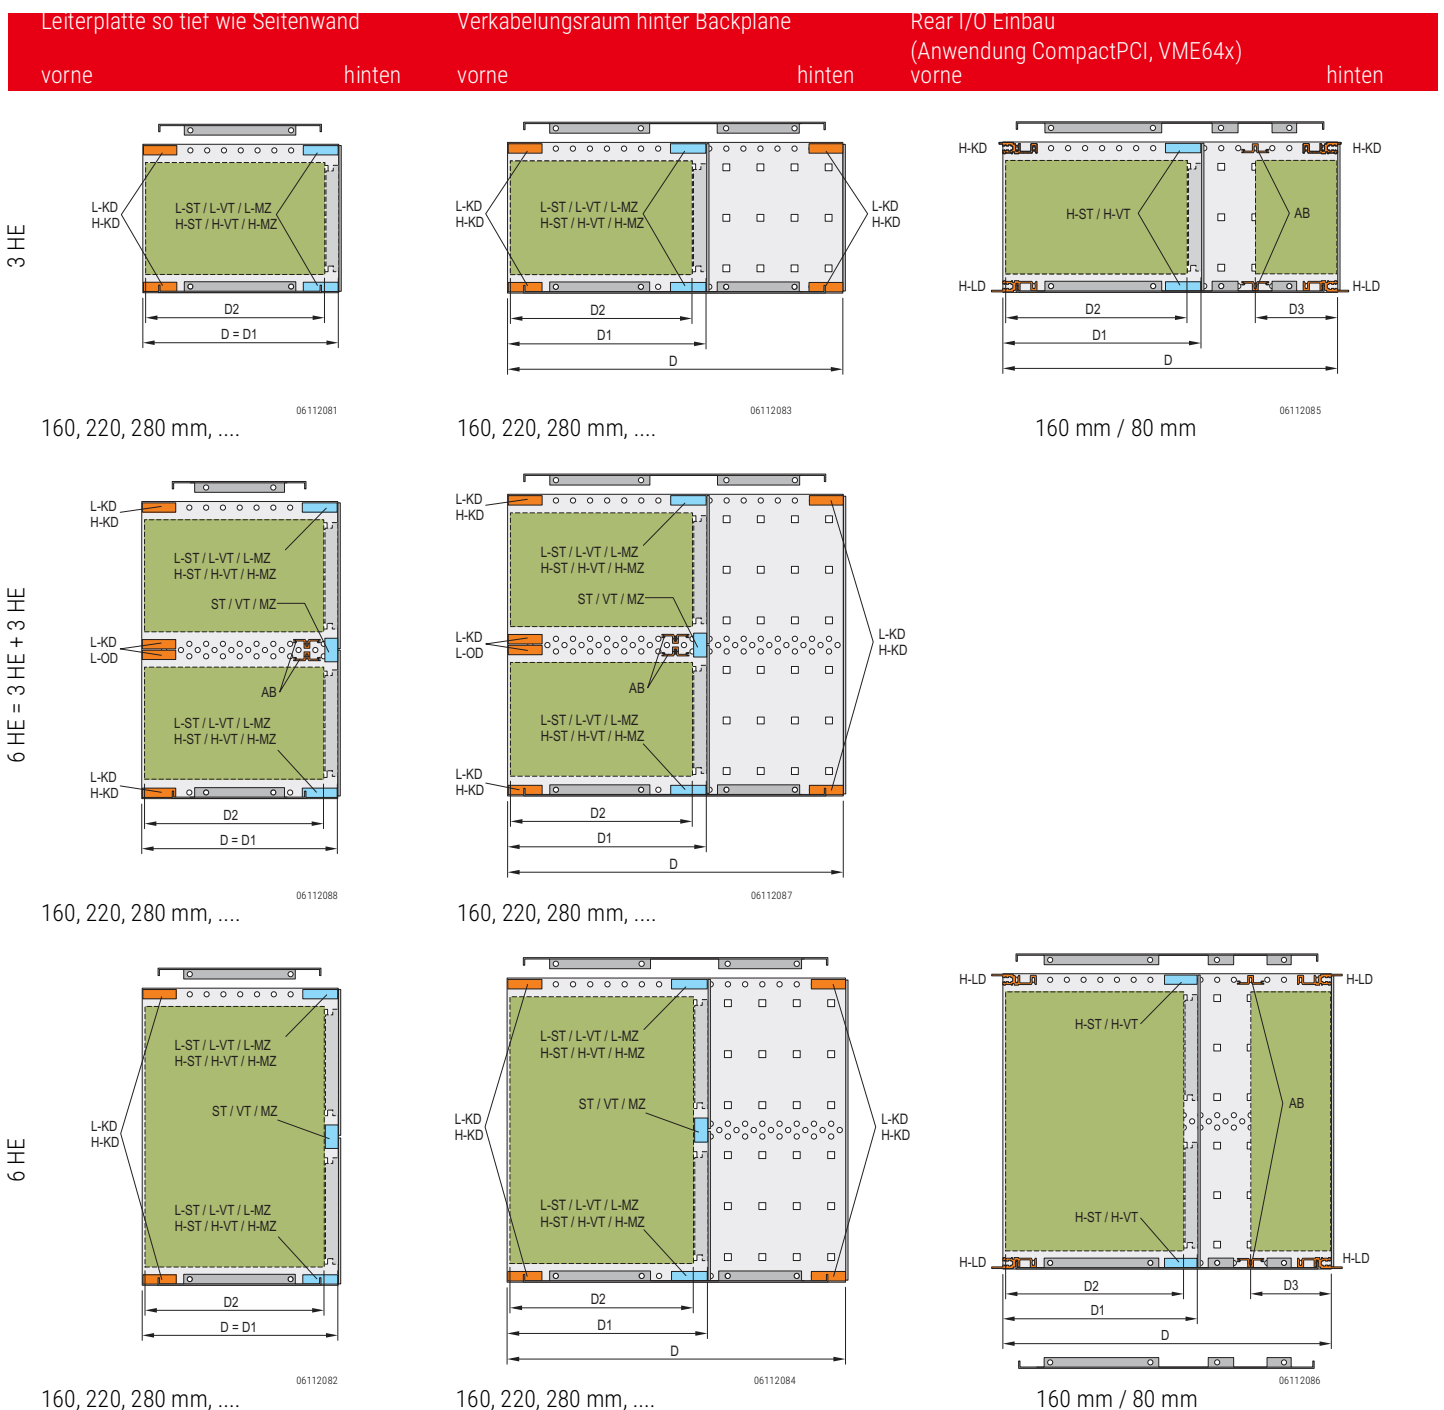 Leiterplatte so tief wie Seitenwand
vorne hinten
Verkabelungsraum hinter Backplane
vorne hinten
Rear I/O Einbau
(Anwendung CompactPCI, VME64x)
vorne hinten
3 HE
L-KD
H-KD
L-ST / L-VT / L-MZ
H-ST / H-VT / H-MZ
D2
D = D1
06112081
160, 220, 280 mm, ....
L-KD
H-KD
L-ST / L-VT / L-MZ
H-ST / H-VT / H-MZ
L-KD
H-KD
D2
D1
D
06112083
160, 220, 280 mm, ....
H-KD
H-KD
H-ST / H-VT
AB
H-LD
H-LD
D2
D3
D1
D
06112085
160 mm / 80 mm
6 HE = 3 HE + 3 HE
L-KD
H-KD
L-ST / L-VT / L-MZ
H-ST / H-VT / H-MZ
ST / VT / MZ
L-KD
L-OD
AB
L-ST / L-VT / L-MZ
H-ST / H-VT / H-MZ
L-KD
H-KD
D2
D = D1
06112088
160, 220, 280 mm, ....
L-KD
H-KD
L-ST / L-VT / L-MZ
H-ST / H-VT / H-MZ
ST / VT / MZ
L-KD
L-OD
L-KD
H-KD
AB
L-ST / L-VT / L-MZ
H-ST / H-VT / H-MZ
L-KD
H-KD
D2
D1
D
06112087
160, 220, 280 mm, ....
6 HE
L-ST / L-VT / L-MZ
H-ST / H-VT / H-MZ
ST / VT / MZ
L-KD
H-KD
L-ST / L-VT / L-MZ
H-ST / H-VT / H-MZ
D2
D = D1
06112082
160, 220, 280 mm, ....
L-ST / L-VT / L-MZ
H-ST / H-VT / H-MZ
ST / VT / MZ
L-KD
H-KD
L-KD
H-KD
L-ST / L-VT / L-MZ
H-ST / H-VT / H-MZ
D2
D1
D
06112084
160, 220, 280 mm, ....
H-LD
H-LD
H-ST / H-VT
AB
H-ST / H-VT
H-LD
H-LD
D2
D3
D1
D
06112086
160 mm / 80 mm